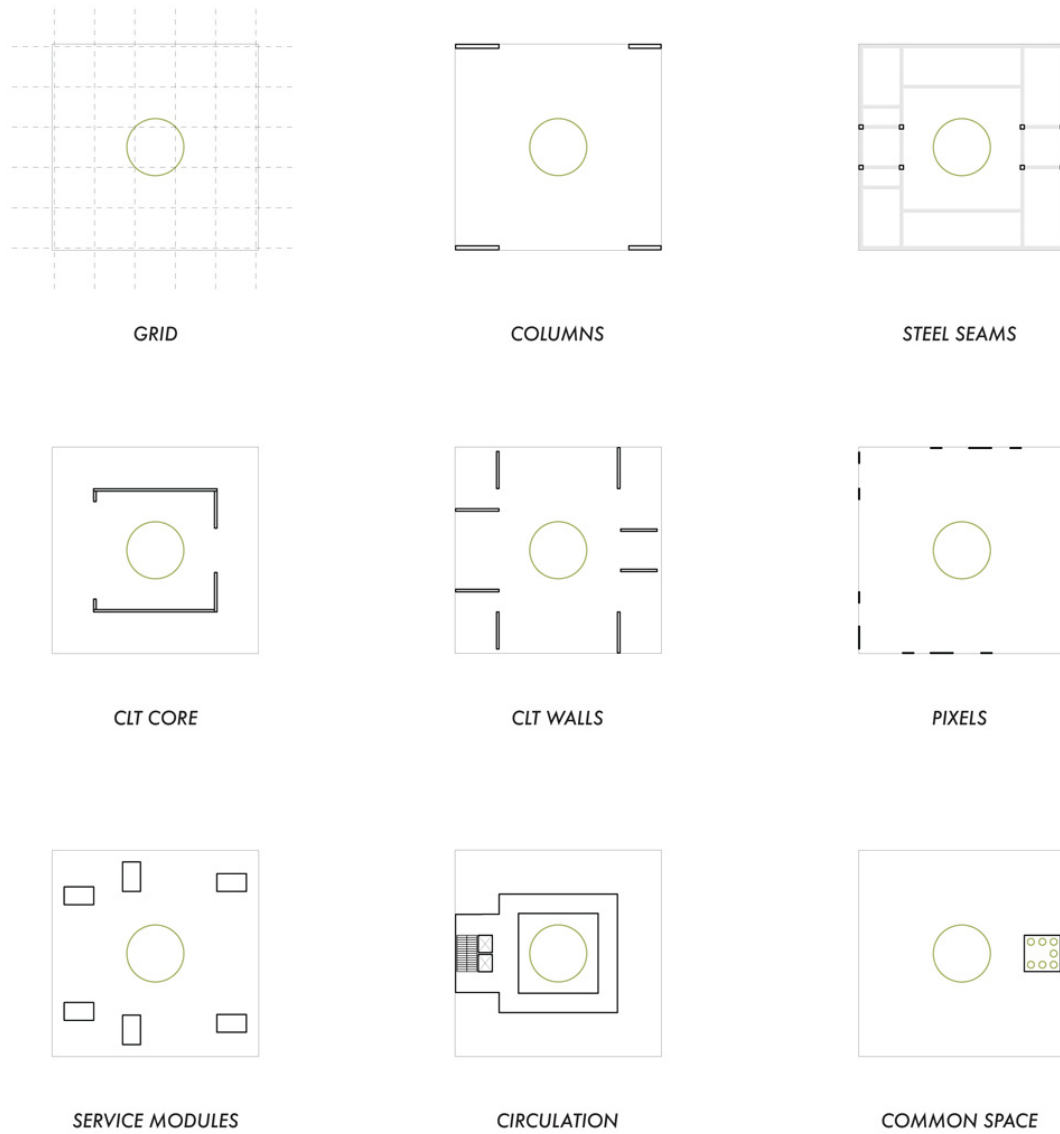 GRID
COLUMNS
STEEL SEAMS
CLT CORE
CLT WALLS
PIXELS
SERVICE MODULES
CIRCULATION
COMMON SPACE